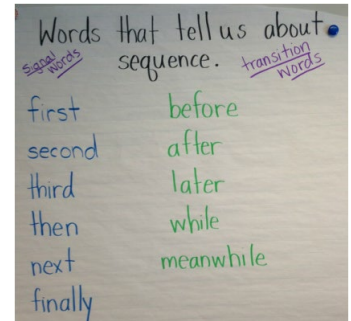 Words that tell us about
signal words
sequence.
transition words
first
second
third
then
next
finally
before
after
later
while
meanwhile